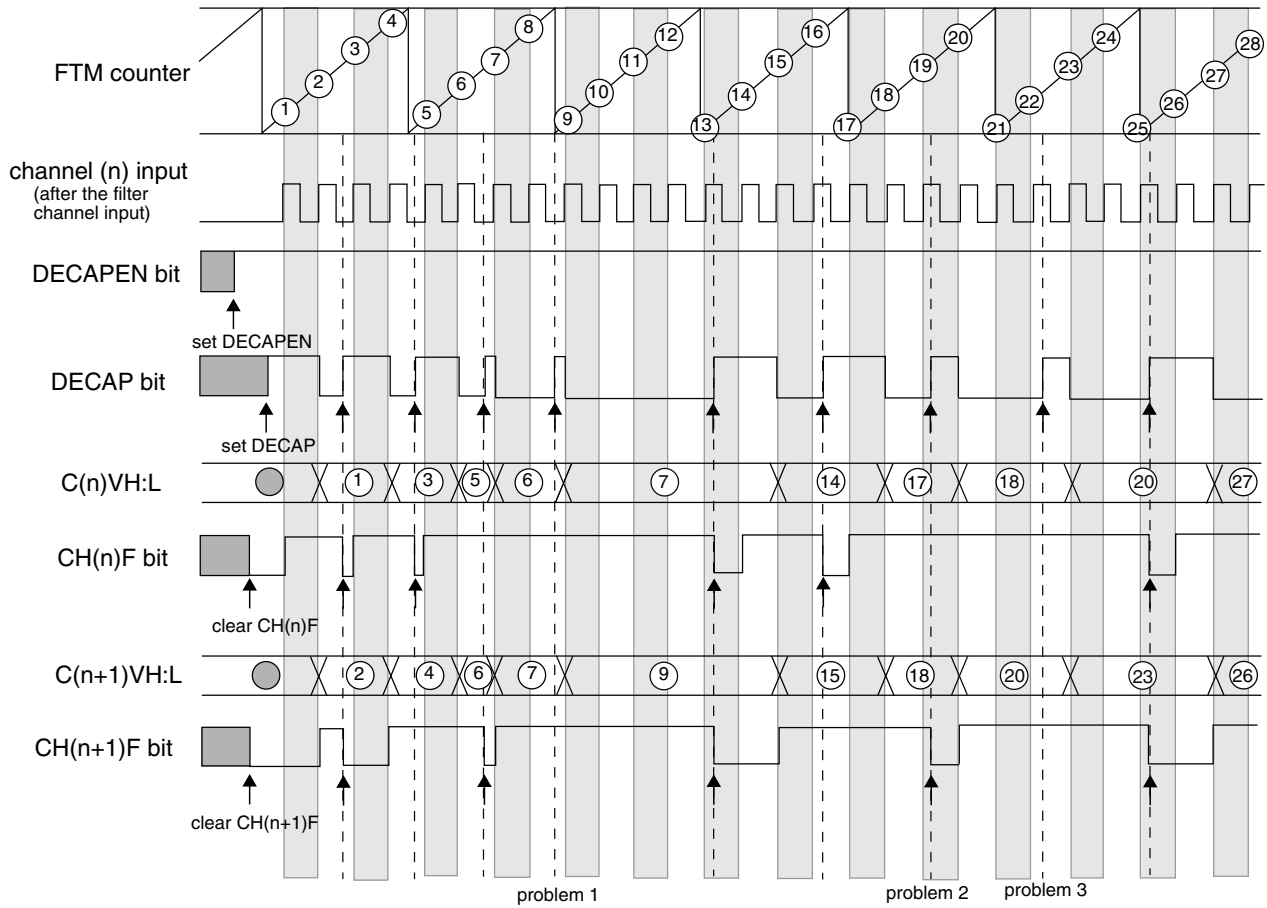 FTM counter
1 2 3 4 5 6 7 8 9 10 11 12 13 14 15 16 17 18 19 20 21 22 23 24 25 26 27 28
channel (n) input
(after the filter
channel input)
DECAPEN bit
set DECAPEN
DECAP bit
set DECAP
C(n)VH:L
1 3 5 6 7 14 17 18 20 27
CH(n)F bit
clear CH(n)F
C(n+1)VH:L
2 4 6 7 9 15 18 20 23 26
CH(n+1)F bit
clear CH(n+1)F
problem 1 problem 2 problem 3